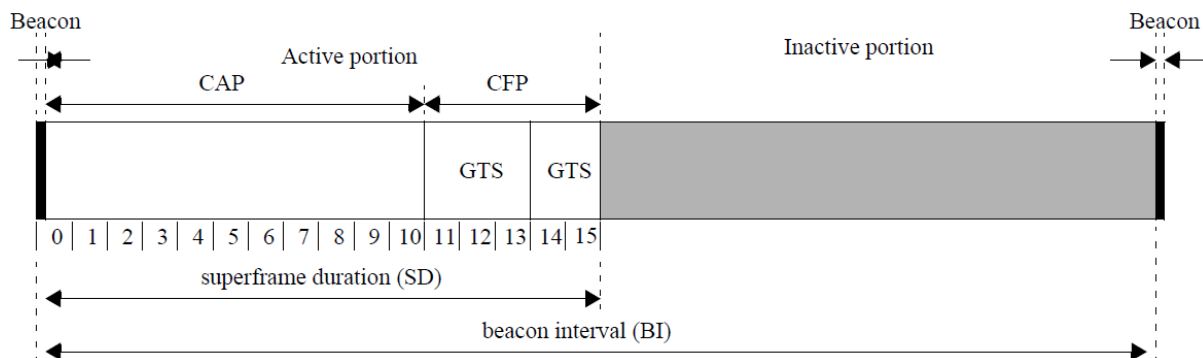 Beacon
Beacon
Inactive portion
Active portion
CAP
CFP
GTS
GTS
0 1 2 3 4 5 6 7 8 9 10 11 12 13 14 15
superframe duration (SD)
beacon interval (BI)